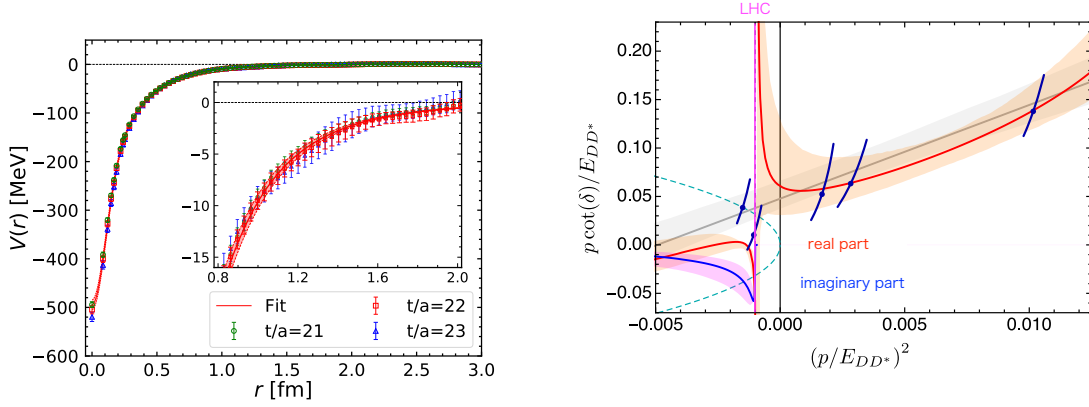 V(r) [MeV]
0
−100
−200
−300
−400
−500
−600
0.0 0.5 1.0 1.5 2.0 2.5 3.0
r [fm]
0
−5
−10
−15
0.8 1.2 1.6 2.0
Fit
t/a=21
t/a=22
t/a=23
LHC
p cot(δ)/E_{DD*}
0.20
0.15
0.10
0.05
0.00
−0.05
real part
imaginary part
−0.005 0.000 0.005 0.010
(p/E_{DD*})²